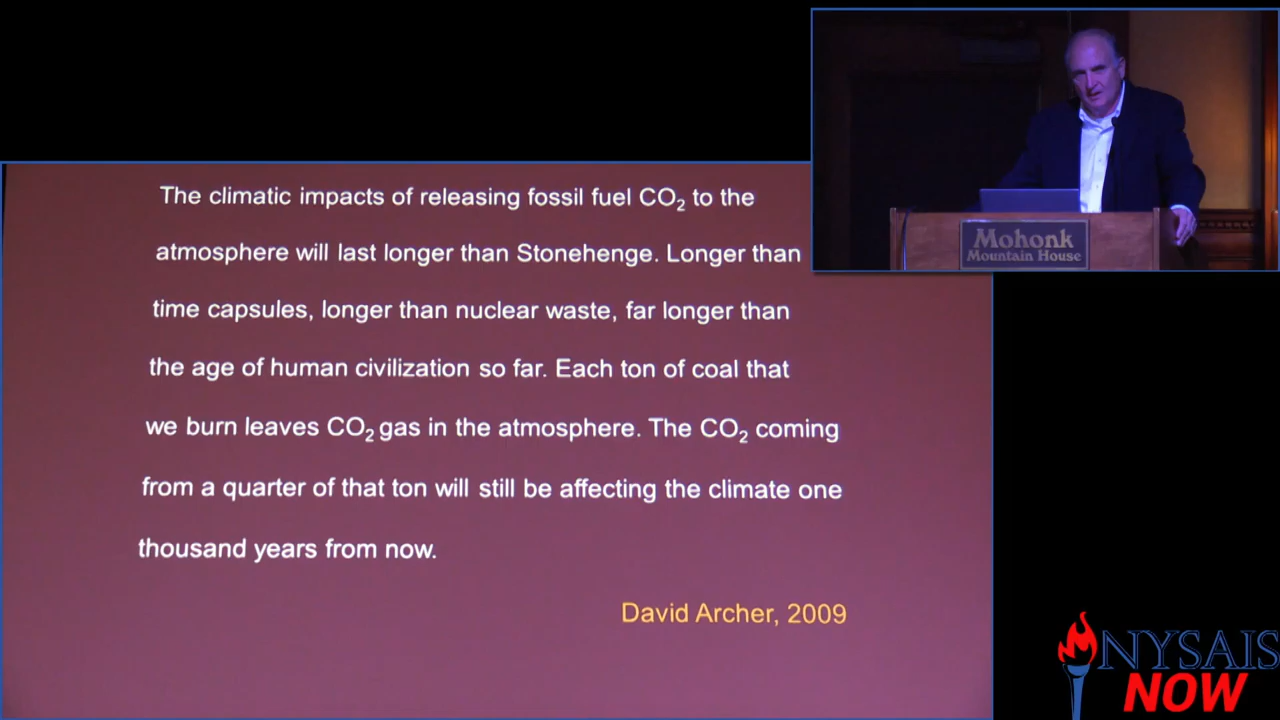 The climatic impacts of releasing fossil fuel CO₂ to the
atmosphere will last longer than Stonehenge. Longer than
time capsules, longer than nuclear waste, far longer than
the age of human civilization so far. Each ton of coal that
we burn leaves CO₂ gas in the atmosphere. The CO₂ coming
from a quarter of that ton will still be affecting the climate one
thousand years from now.
David Archer, 2009
Mohonk
Mountain House
NYSAIS
NOW